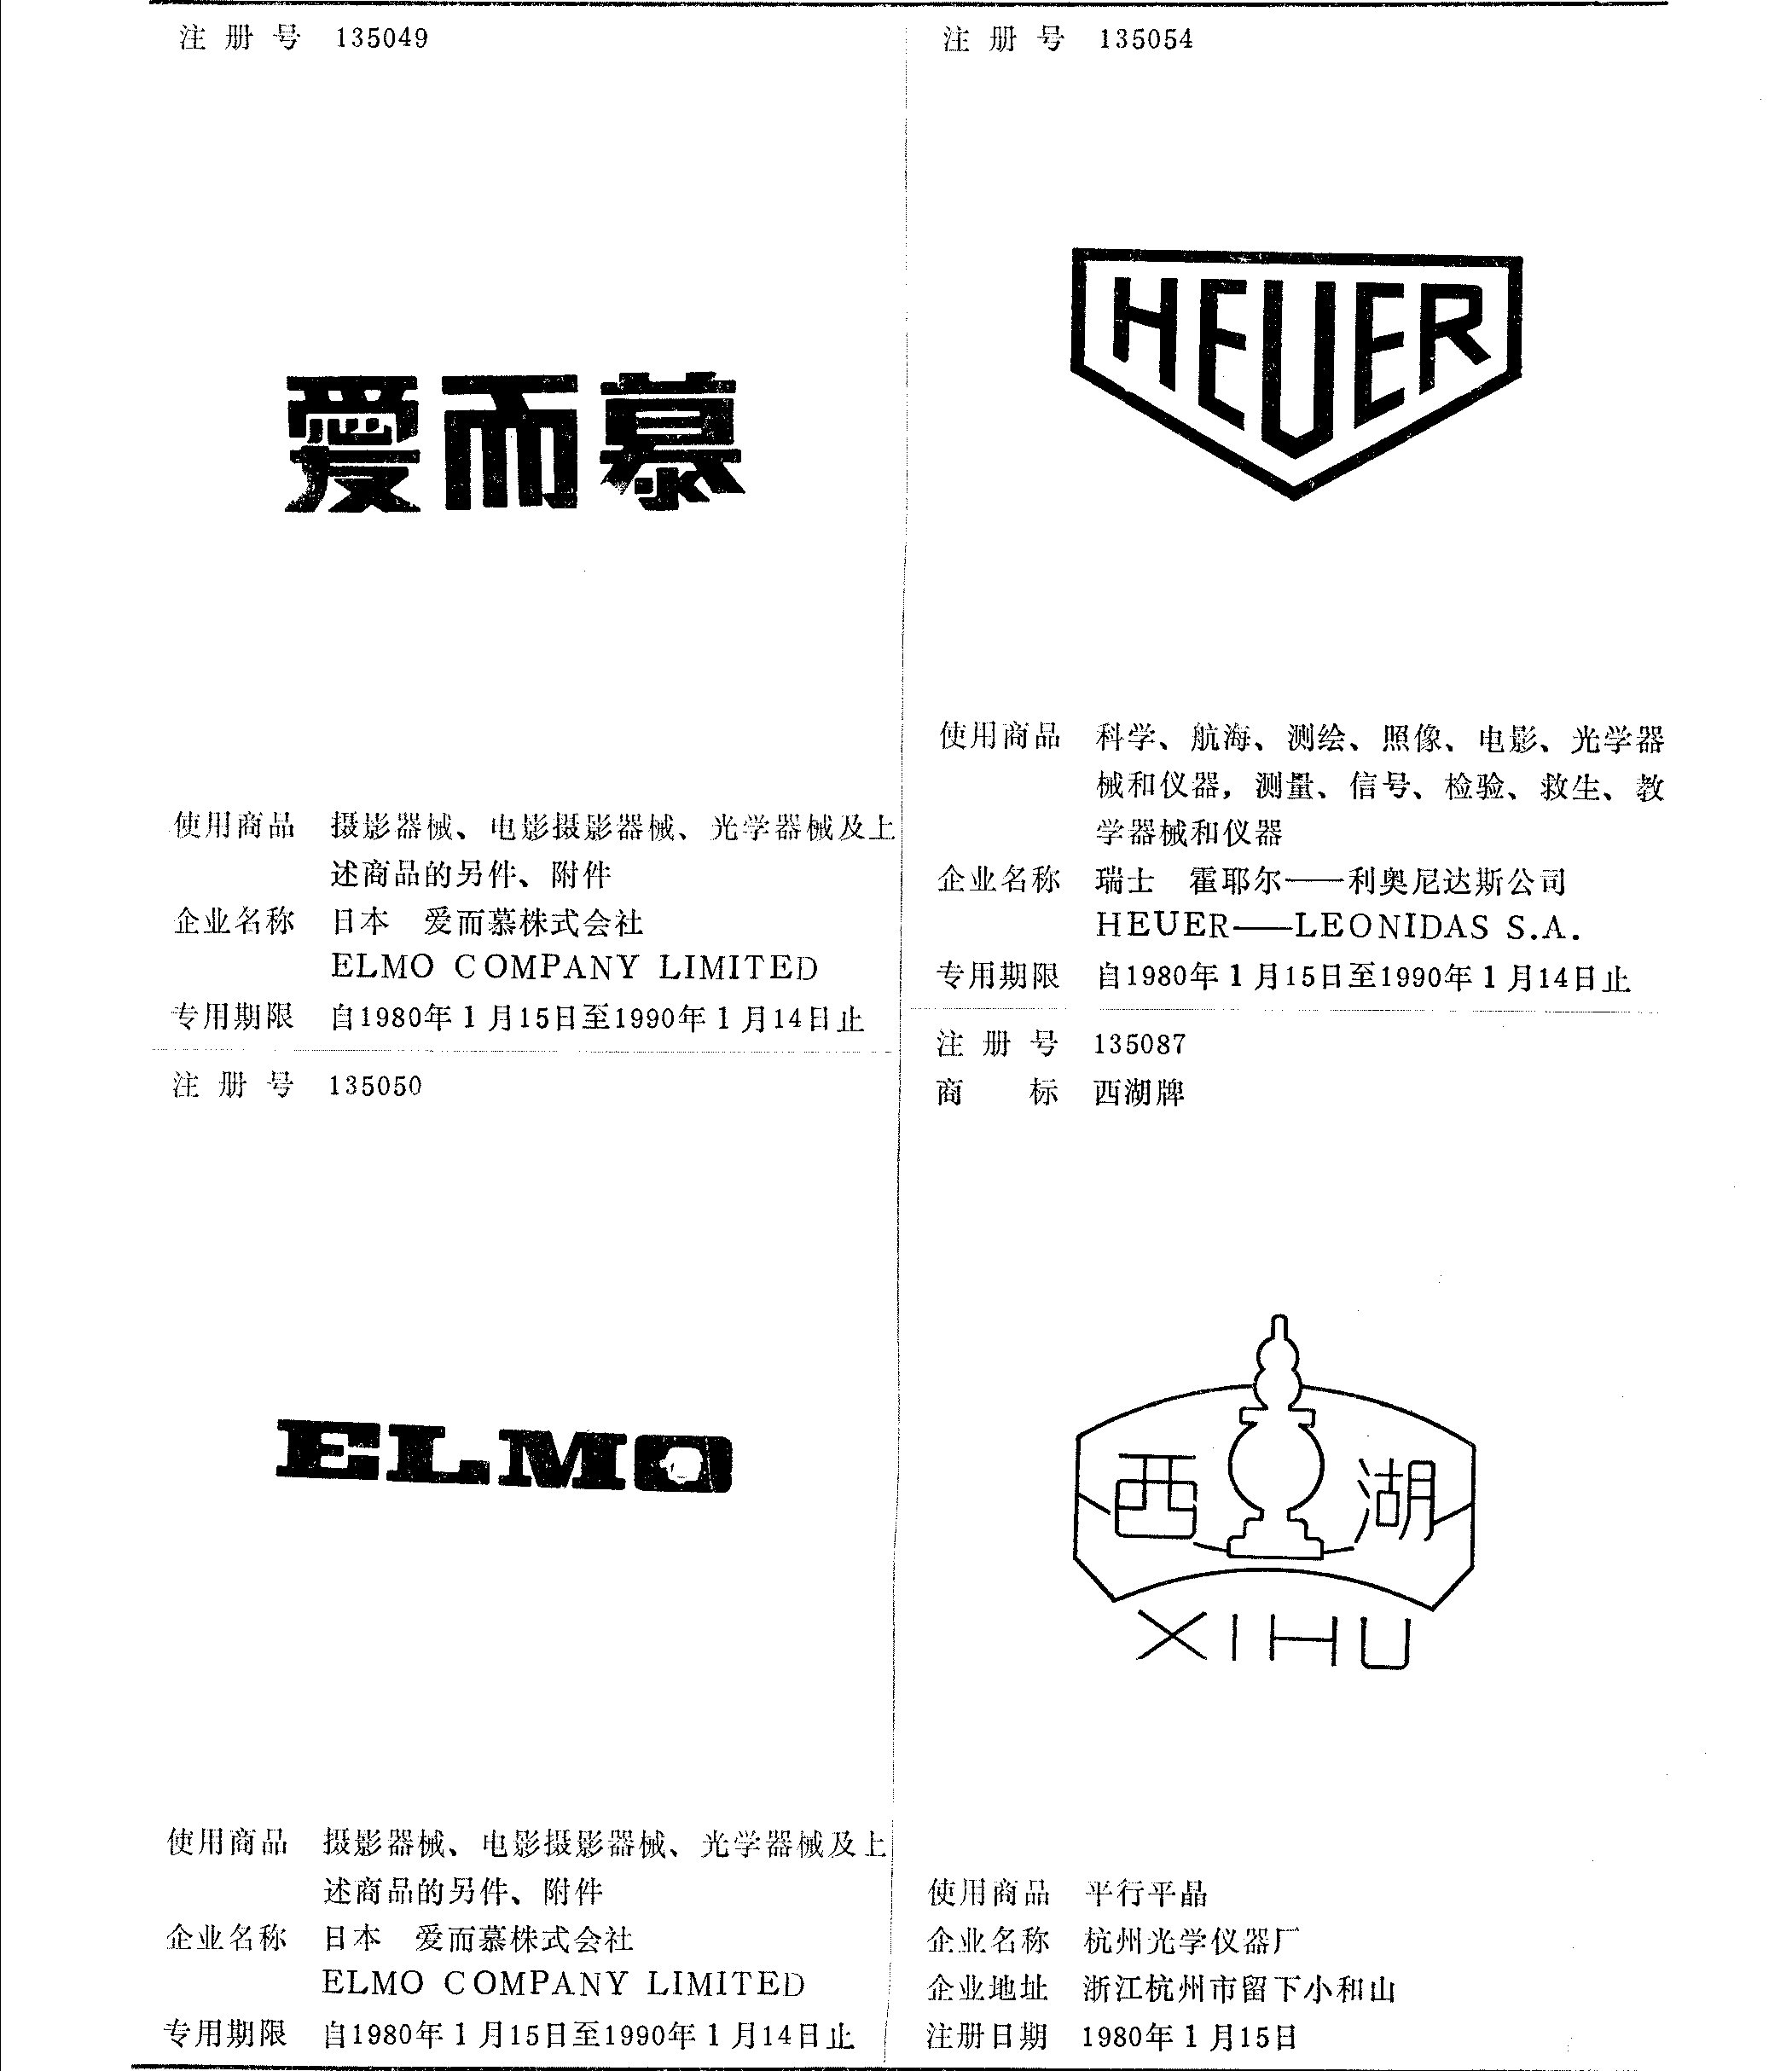 注册号 135049
爱而慕
使用商品 摄影器械、电影摄影器械、光学器械及上
述商品的另件、附件
企业名称 日本 爱而慕株式会社
ELMO COMPANY LIMITED
专用期限 自1980年1月15日至1990年1月14日止
注册号 135050
ELMO
使用商品 摄影器械、电影摄影器械、光学器械及上
述商品的另件、附件
企业名称 日本 爱而慕株式会社
ELMO COMPANY LIMITED
专用期限 自1980年1月15日至1990年1月14日止
注册号 135054
HEUER
使用商品 科学、航海、测绘、照像、电影、光学器
械和仪器，测量、信号、检验、救生、教
学器械和仪器
企业名称 瑞士 霍耶尔——利奥尼达斯公司
HEUER——LEONIDAS S.A.
专用期限 自1980年1月15日至1990年1月14日止
注册号 135087
商标 西湖牌
西湖
XIHU
使用商品 平行平晶
企业名称 杭州光学仪器厂
企业地址 浙江杭州市留下小和山
注册日期 1980年1月15日